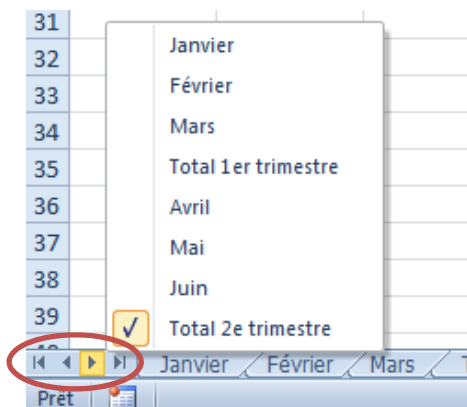 31
32
33
34
35
36
37
38
39
Janvier
Février
Mars
Total 1er trimestre
Avril
Mai
Juin
Total 2e trimestre
Janvier Février Mars
Prêt